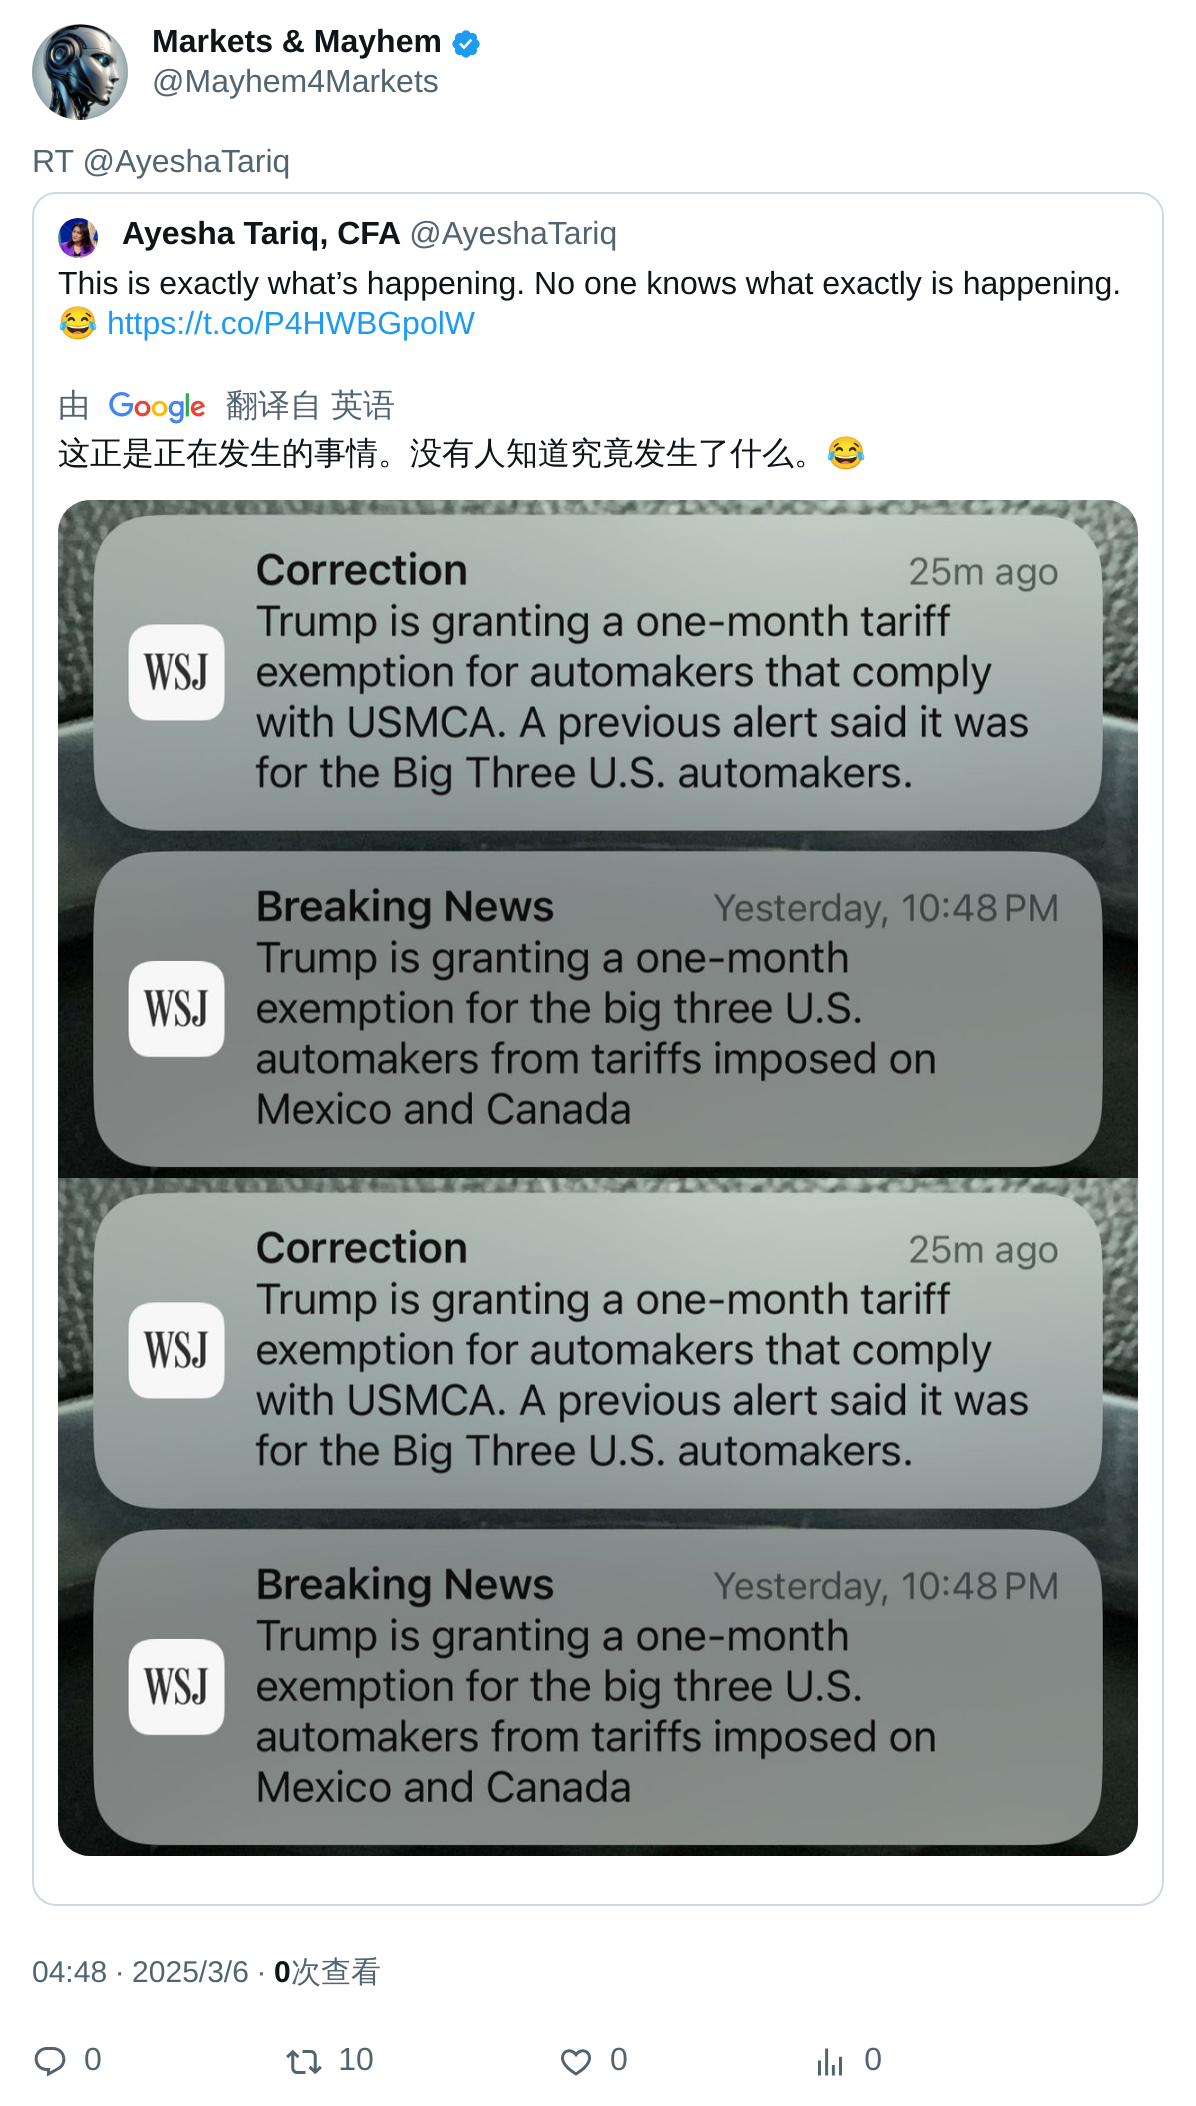 Markets & Mayhem
@Mayhem4Markets
RT @AyeshaTariq
Ayesha Tariq, CFA @AyeshaTariq
This is exactly what’s happening. No one knows what exactly is happening.
😂 https://t.co/P4HWBGpolW
由 Google 翻译自 英语
这正是正在发生的事情。没有人知道究竟发生了什么。😂
Correction 25m ago
WSJ
Trump is granting a one-month tariff
exemption for automakers that comply
with USMCA. A previous alert said it was
for the Big Three U.S. automakers.
Breaking News Yesterday, 10:48 PM
WSJ
Trump is granting a one-month
exemption for the big three U.S.
automakers from tariffs imposed on
Mexico and Canada
Correction 25m ago
WSJ
Trump is granting a one-month tariff
exemption for automakers that comply
with USMCA. A previous alert said it was
for the Big Three U.S. automakers.
Breaking News Yesterday, 10:48 PM
WSJ
Trump is granting a one-month
exemption for the big three U.S.
automakers from tariffs imposed on
Mexico and Canada
04:48 · 2025/3/6 · 0次查看
0 10 0 0